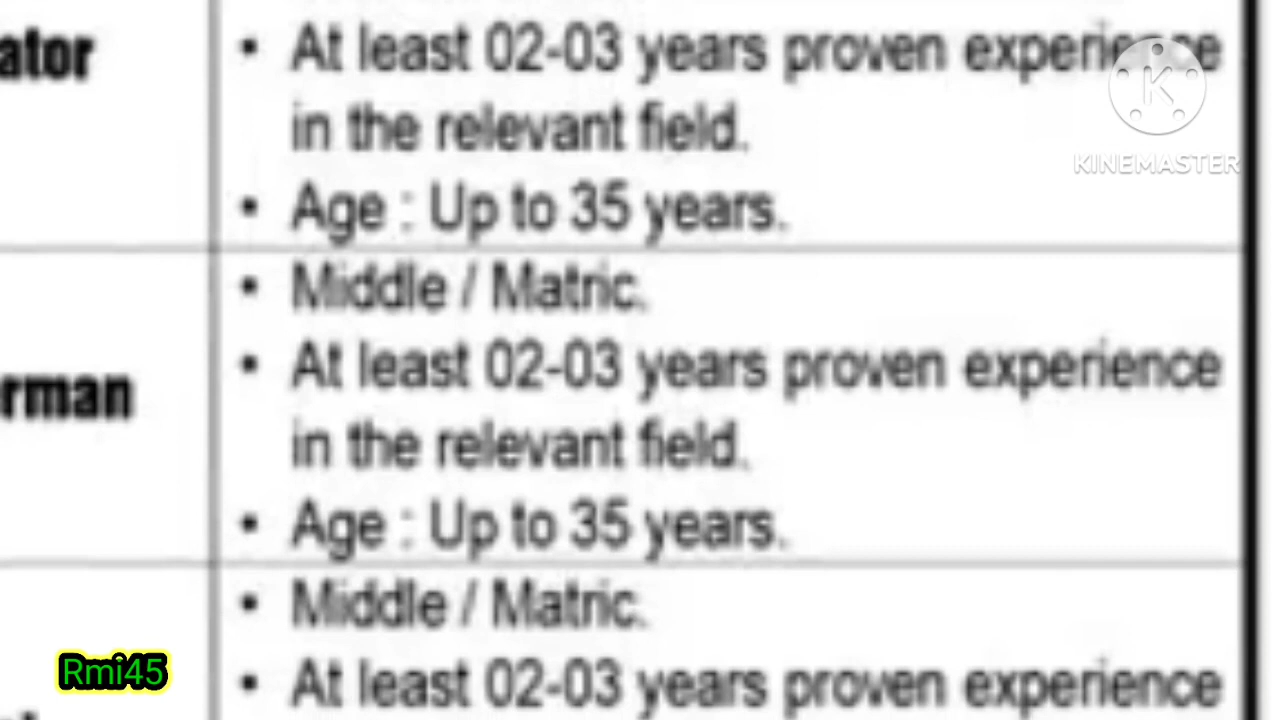 ator
• At least 02-03 years proven experience
in the relevant field.
• Age : Up to 35 years.
KINEMASTER
• Middle / Matric.
rman
• At least 02-03 years proven experience
in the relevant field.
• Age : Up to 35 years.
• Middle / Matric.
Rmi45
• At least 02-03 years proven experience